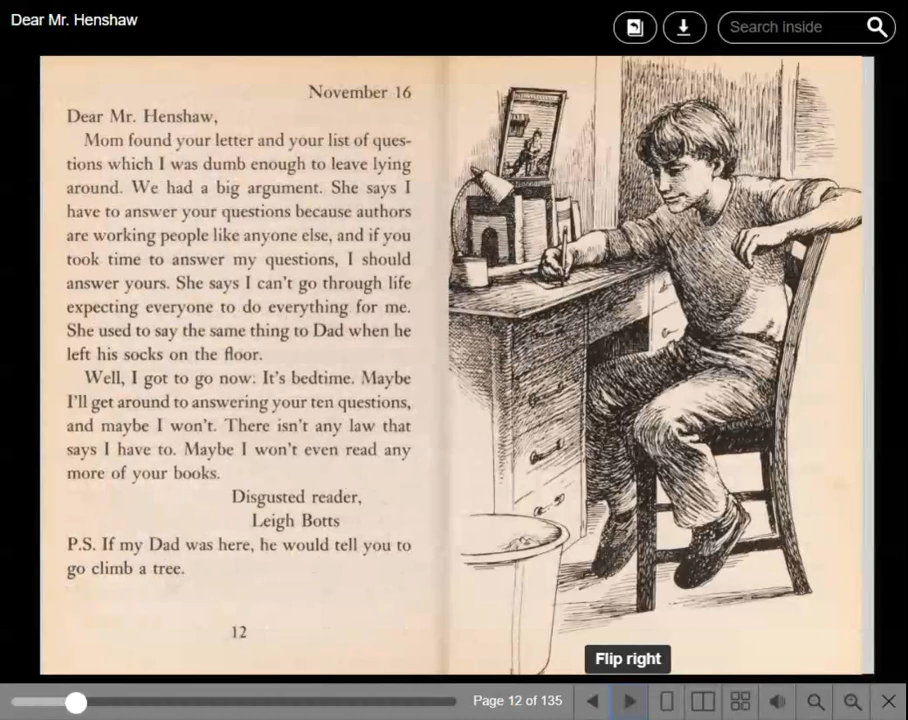 Dear Mr. Henshaw
Search inside
November 16
Dear Mr. Henshaw,
Mom found your letter and your list of ques-
tions which I was dumb enough to leave lying
around. We had a big argument. She says I
have to answer your questions because authors
are working people like anyone else, and if you
took time to answer my questions, I should
answer yours. She says I can't go through life
expecting everyone to do everything for me.
She used to say the same thing to Dad when he
left his socks on the floor.
Well, I got to go now. It's bedtime. Maybe
I'll get around to answering your ten questions,
and maybe I won't. There isn't any law that
says I have to. Maybe I won't even read any
more of your books.
Disgusted reader,
Leigh Botts
P.S. If my Dad was here, he would tell you to
go climb a tree.
12
Flip right
Page 12 of 135